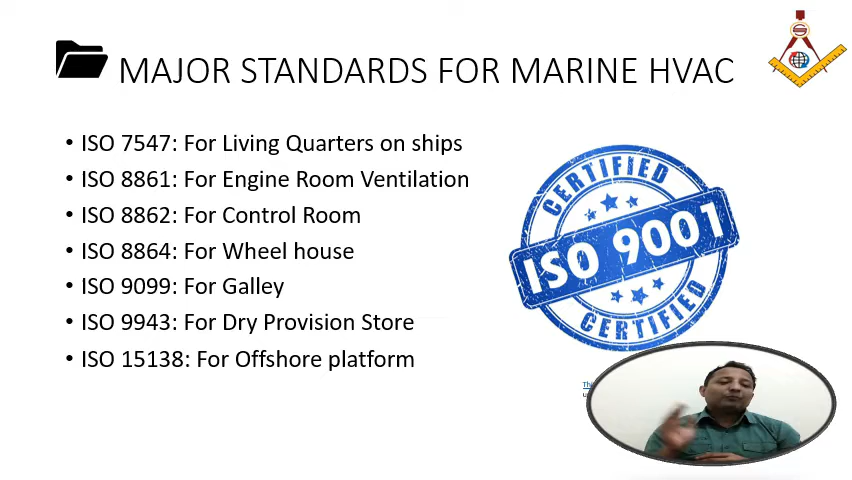 MAJOR STANDARDS FOR MARINE HVAC
• ISO 7547: For Living Quarters on ships
• ISO 8861: For Engine Room Ventilation
• ISO 8862: For Control Room
• ISO 8864: For Wheel house
• ISO 9099: For Galley
• ISO 9943: For Dry Provision Store
• ISO 15138: For Offshore platform
CERTIFIED
ISO 9001
CERTIFIED